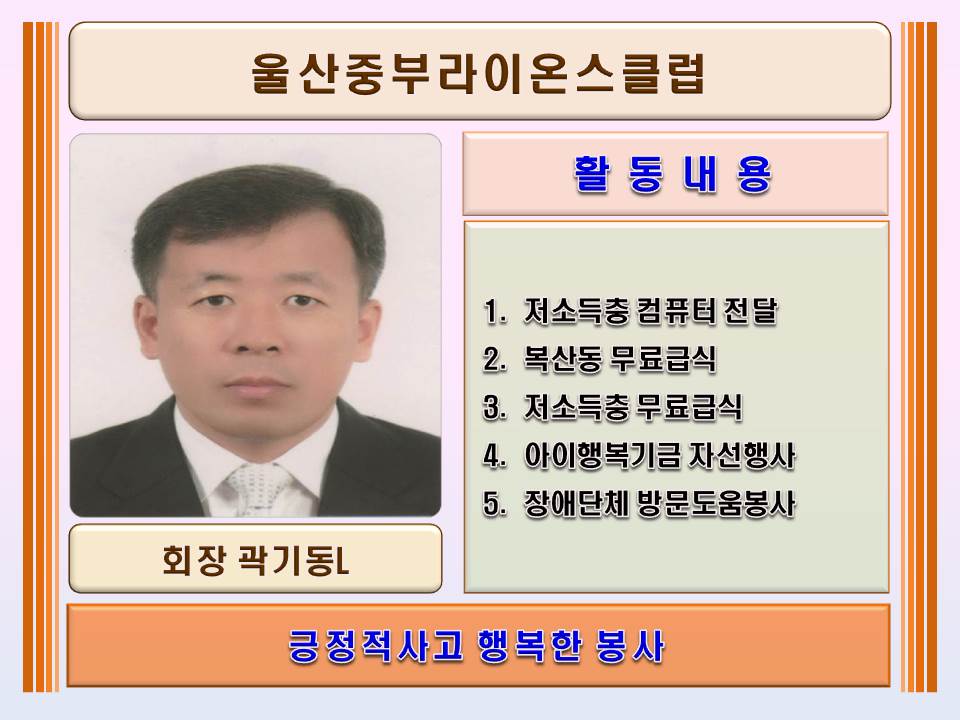 울산중부라이온스클럽
활동내용
1. 저소득층 컴퓨터 전달
2. 복산동 무료급식
3. 저소득층 무료급식
4. 아이행복기금 자선행사
5. 장애단체 방문도움봉사
회장 곽기동L
긍정적사고 행복한 봉사